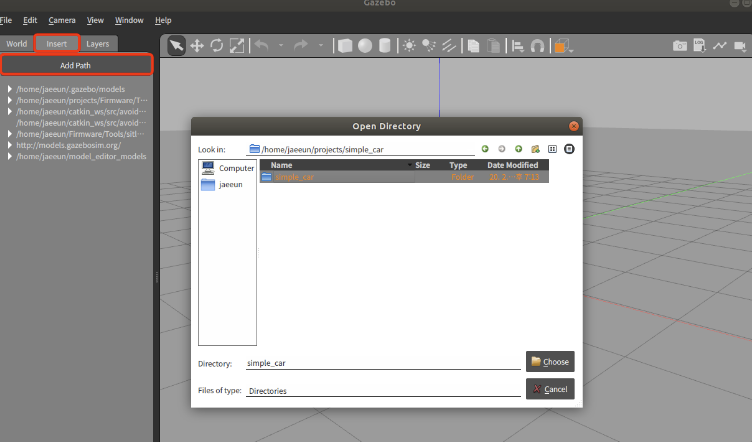 Gazebo
File Edit Camera View Window Help
World Insert Layers
Add Path
/home/jaeeun/.gazebo/models
/home/jaeeun/projects/Firmware/T…
/home/jaeeun/catkin_ws/src/avoid…
/home/jaeeun/catkin_ws/src/avoid…
/home/jaeeun/Firmware/Tools/sitl…
http://models.gazebosim.org/
/home/jaeeun/model_editor_models
LOG
Open Directory
Look in: /home/jaeeun/projects/simple_car
Computer
jaeeun
Name Size Type Date Modified
simple_car Folder
Directory: simple_car
Choose
Files of type: Directories
Cancel